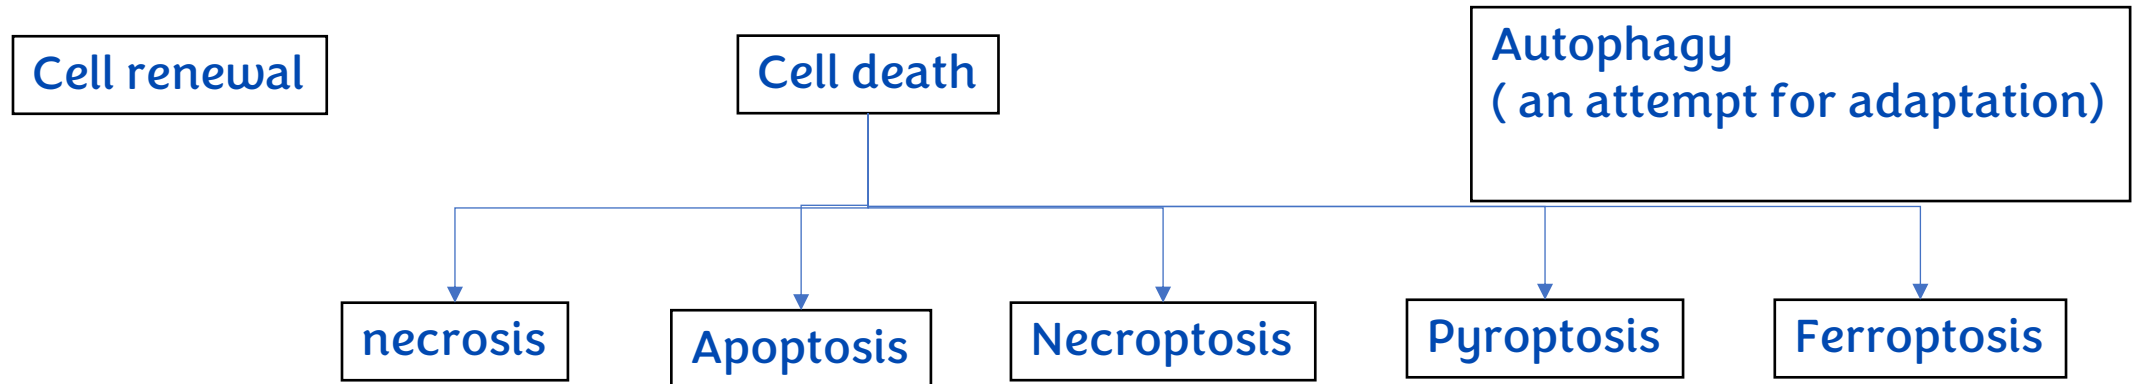 Cell renewal
Cell death
Autophagy
( an attempt for adaptation)
necrosis
Apoptosis
Necroptosis
Pyroptosis
Ferroptosis